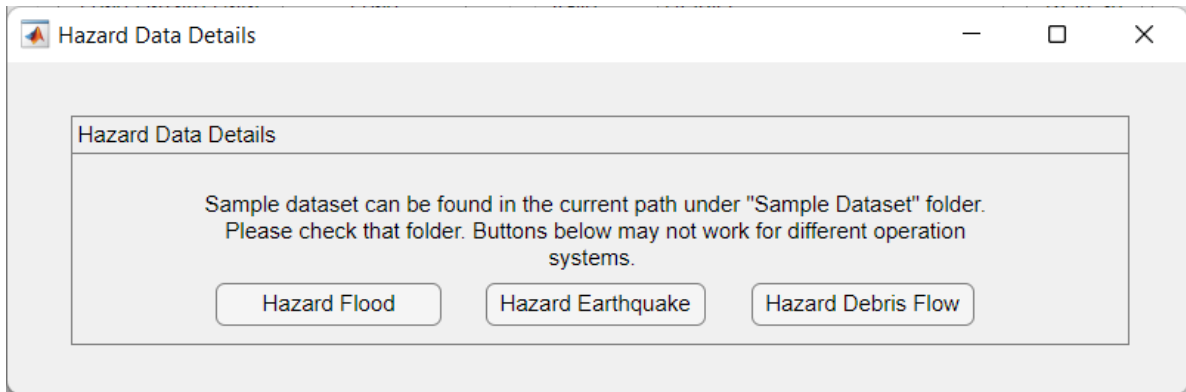 Hazard Data Details
Hazard Data Details
Sample dataset can be found in the current path under "Sample Dataset" folder.
Please check that folder. Buttons below may not work for different operation
systems.
Hazard Flood
Hazard Earthquake
Hazard Debris Flow